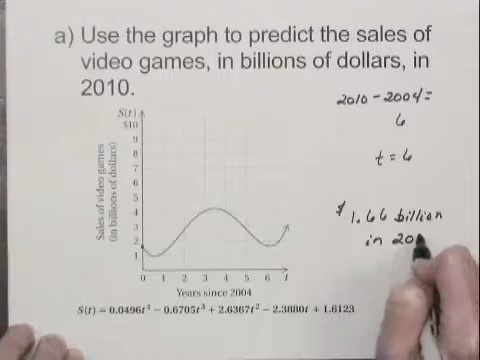 a) Use the graph to predict the sales of
video games, in billions of dollars, in
2010.
2010 - 2004 =
6
t = 6
$1.66 billion
in 20
S(t)
$10
9
8
7
6
5
4
3
2
1
0 1 2 3 4 5 6 t
Sales of video games
(in billions of dollars)
Years since 2004
S(t) = 0.0496t⁴ − 0.6705t³ + 2.6367t² − 2.3880t + 1.6123